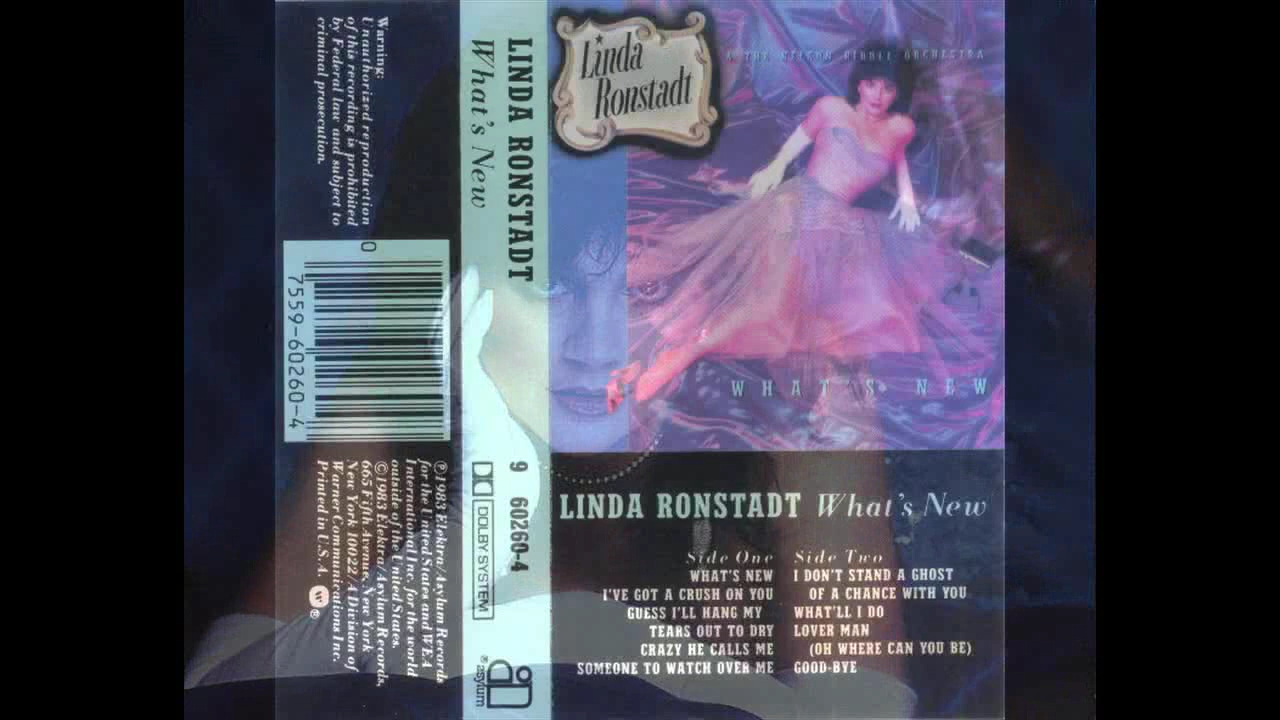 Warning:
Unauthorized reproduction
of this recording is prohibited
by Federal law and subject to
criminal prosecution.
0
7559-60260-4
℗1983 Elektra/Asylum Records
for the United States and WEA
International Inc. for the world
outside of the United States.
©1983 Elektra/Asylum Records,
665 Fifth Avenue, New York
New York 10022/A Division of
Warner Communications Inc.
Printed in U.S.A. ®
LINDA RONSTADT
What's New
9 60260-4
DOLBY SYSTEM
® asylum
Linda
Ronstadt
& THE NELSON RIDDLE ORCHESTRA
WHAT'S NEW
LINDA RONSTADT What's New
Side One
WHAT'S NEW
I'VE GOT A CRUSH ON YOU
GUESS I'LL HANG MY
TEARS OUT TO DRY
CRAZY HE CALLS ME
SOMEONE TO WATCH OVER ME
Side Two
I DON'T STAND A GHOST
OF A CHANCE WITH YOU
WHAT'LL I DO
LOVER MAN
(OH WHERE CAN YOU BE)
GOOD-BYE